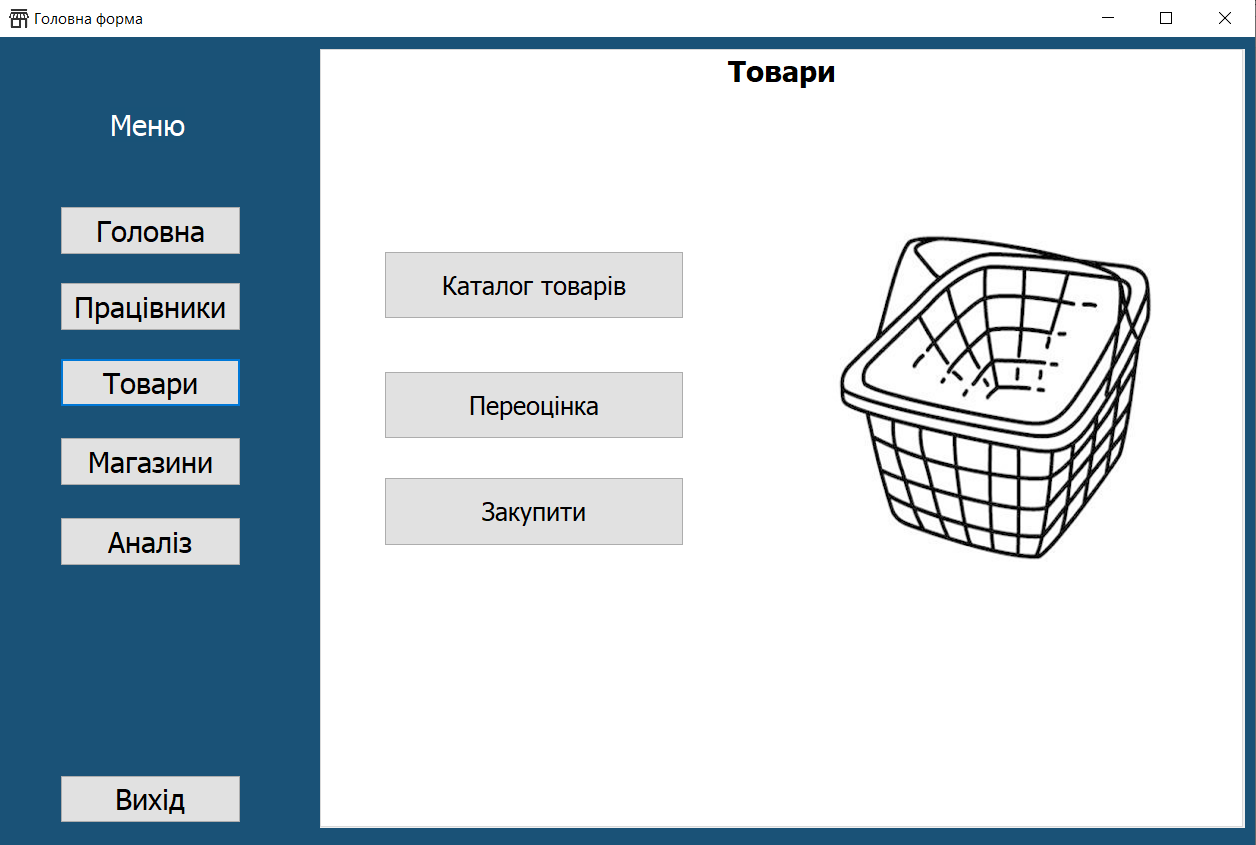 Головна форма
Меню
Головна
Працівники
Товари
Магазини
Аналіз
Вихід
Товари
Каталог товарів
Переоцінка
Закупити